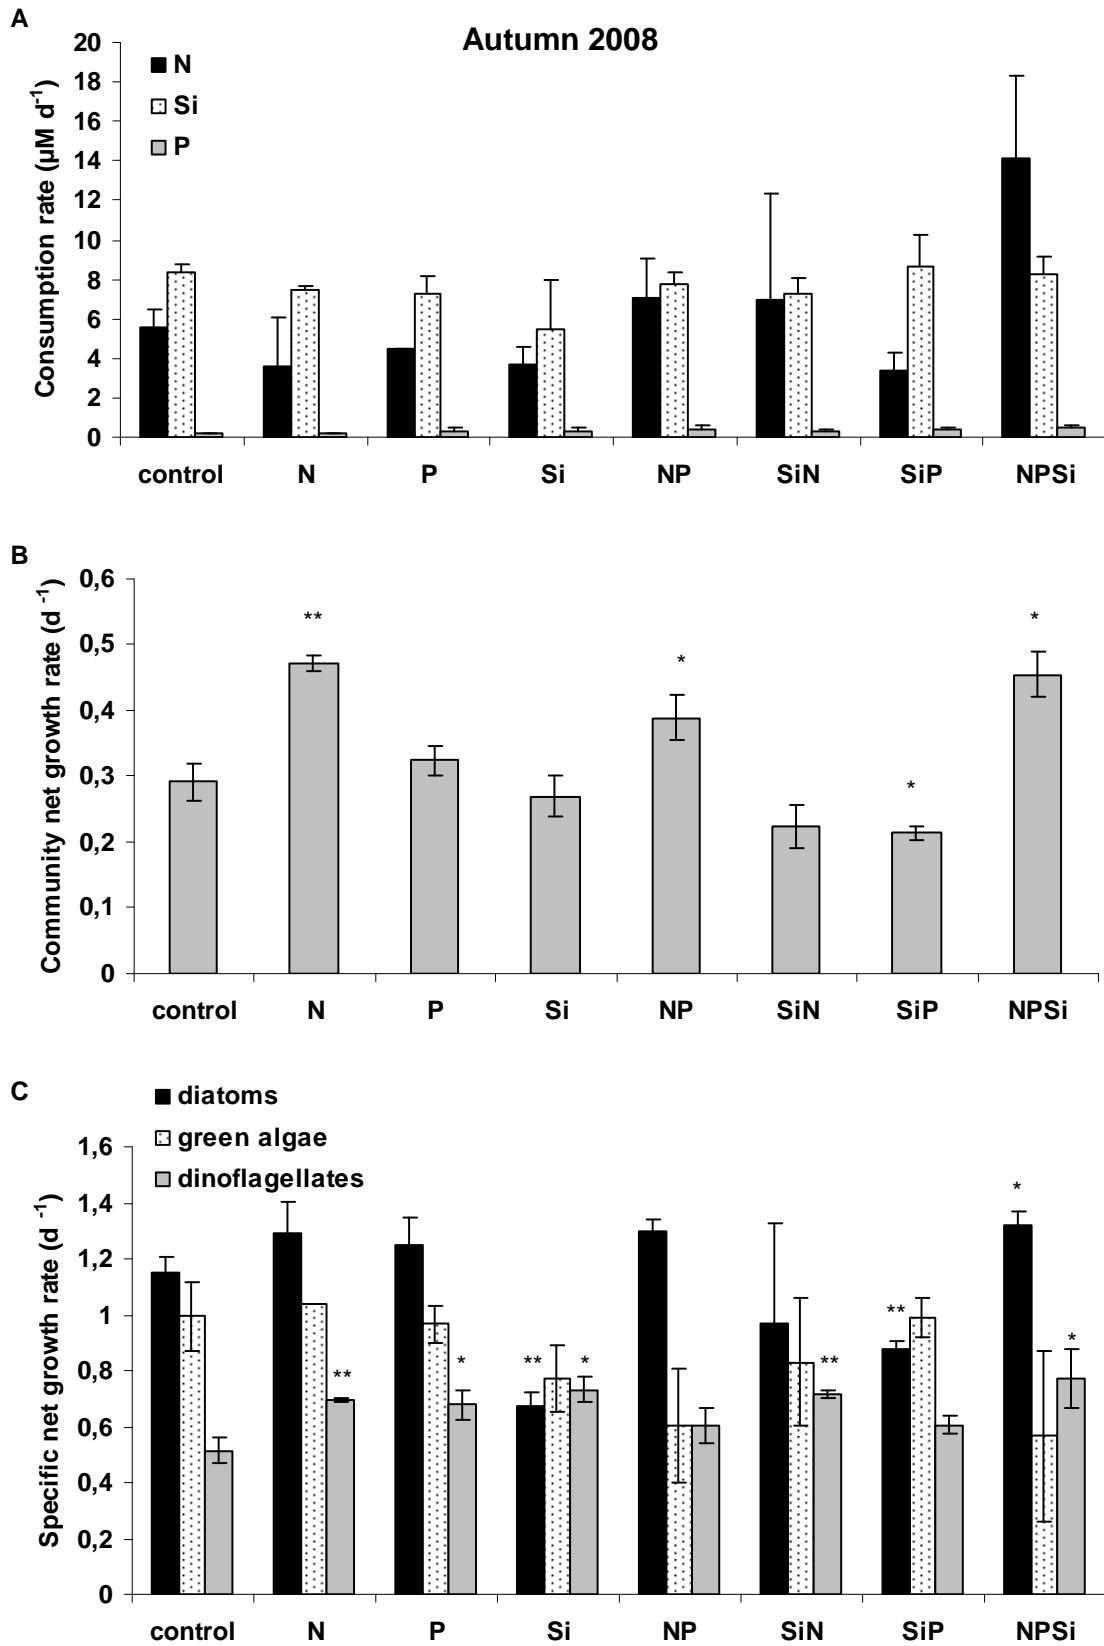 A
Autumn 2008
Consumption rate (µM d-1)
20
18
16
14
12
10
8
6
4
2
0
N
Si
P
control N P Si NP SiN SiP NPSi
B
Community net growth rate (d -1)
0,6
0,5
0,4
0,3
0,2
0,1
0
** * * *
control N P Si NP SiN SiP NPSi
C
diatoms
green algae
dinoflagellates
Specific net growth rate (d -1)
1,6
1,4
1,2
1
0,8
0,6
0,4
0,2
0
** * ** * ** ** * *
control N P Si NP SiN SiP NPSi